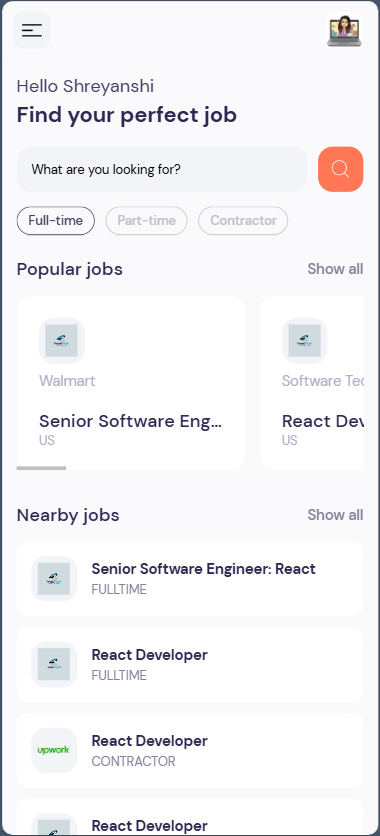 Hello Shreyanshi
Find your perfect job
What are you looking for?
Full-time Part-time Contractor
Popular jobs Show all
Walmart
Senior Software Eng...
US
Software Tec
React Dev
US
Nearby jobs Show all
Senior Software Engineer: React
FULLTIME
React Developer
FULLTIME
upwork
React Developer
CONTRACTOR
React Developer